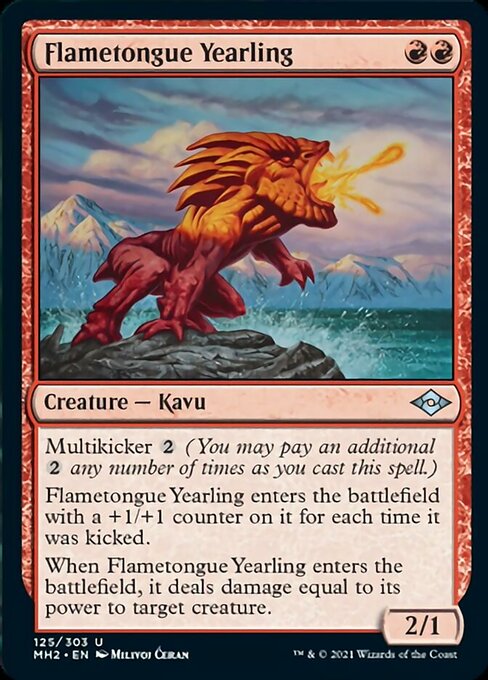 Flametongue Yearling
Creature — Kavu
Multikicker 2 (You may pay an additional
2 any number of times as you cast this spell.)
Flametongue Yearling enters the battlefield
with a +1/+1 counter on it for each time it
was kicked.
When Flametongue Yearling enters the
battlefield, it deals damage equal to its
power to target creature.
2/1
125/303 U
MH2 • EN Milivoj Ćeran
™ & © 2021 Wizards of the Coast